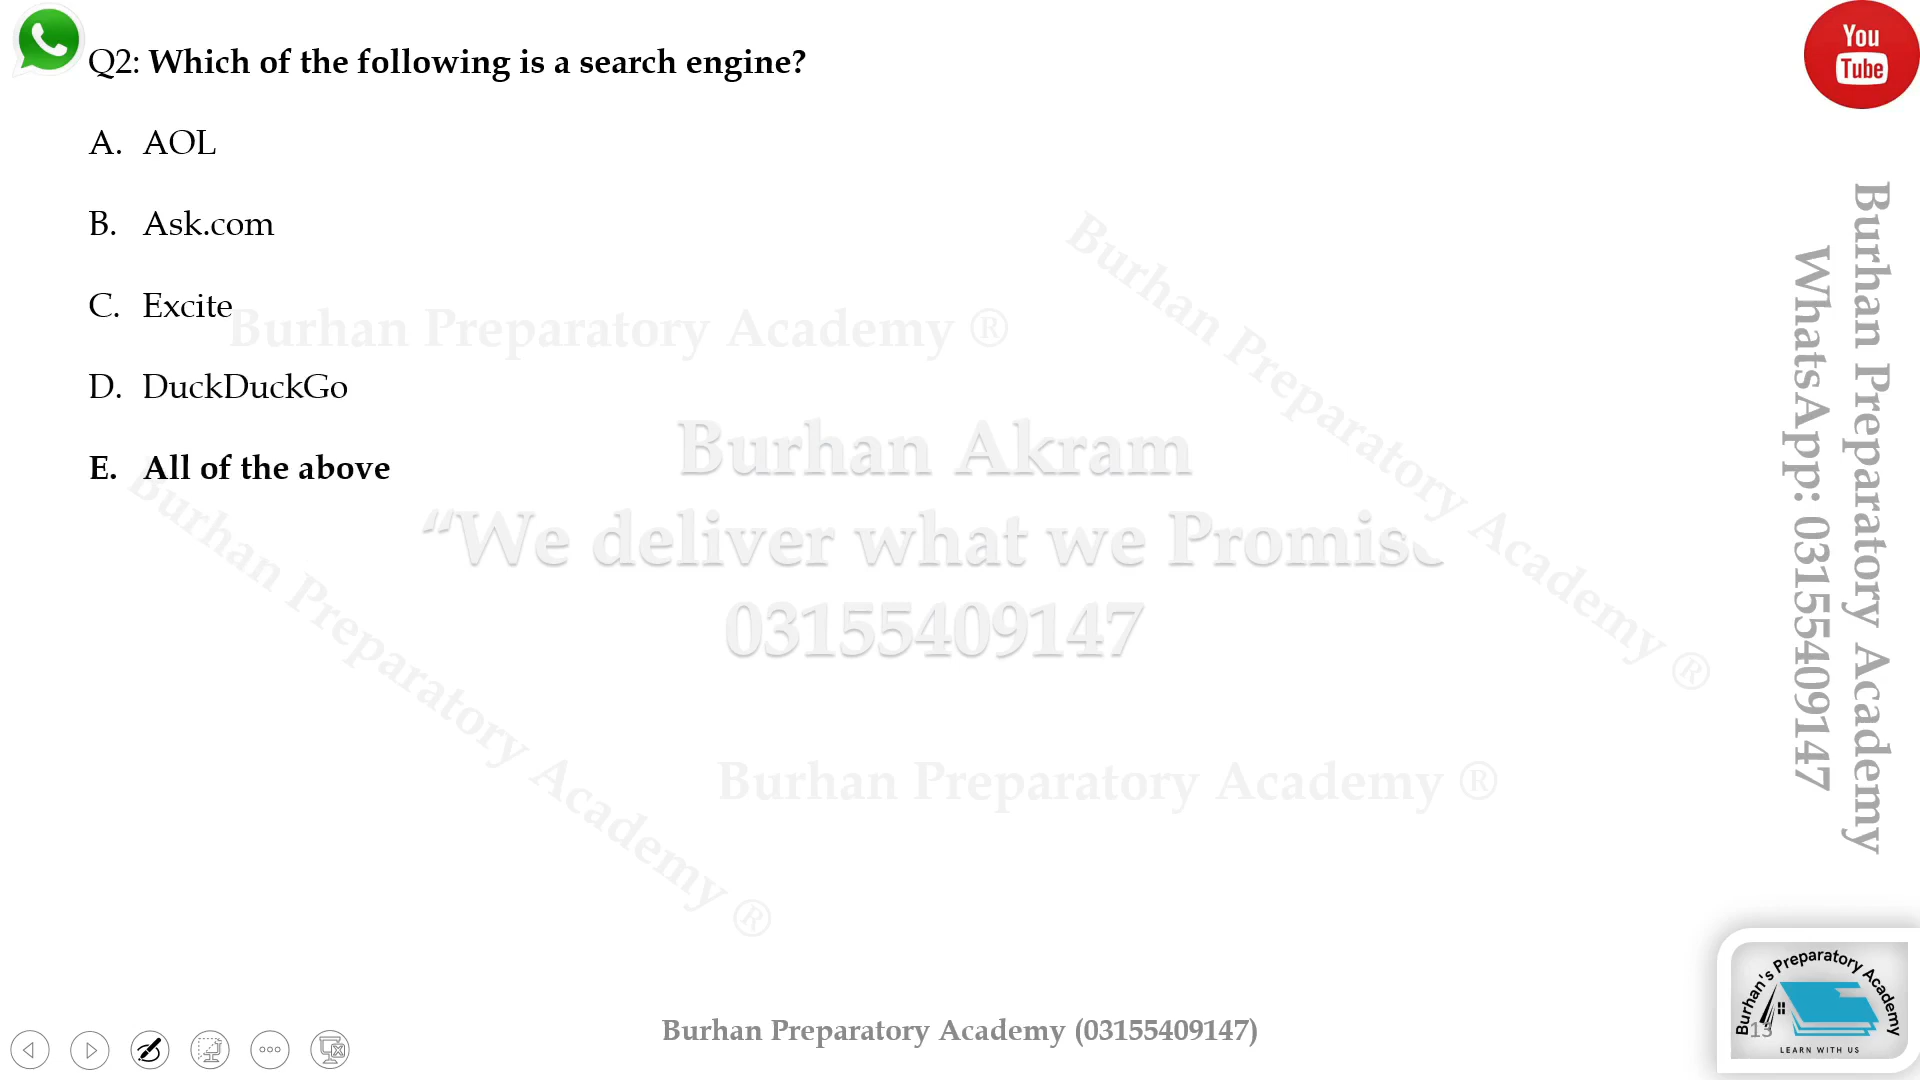 Q2: Which of the following is a search engine?
You
Tube
A. AOL
B. Ask.com
C. Excite
D. DuckDuckGo
E. All of the above
Burhan Preparatory Academy ®
Burhan Preparatory Academy ®
Burhan Akram
“We deliver what we Promise
03155409147
Burhan Preparatory Academy ®
Burhan Preparatory Academy ®
Burhan Preparatory Academy
WhatsApp: 03155409147
Burhan's Preparatory Academy
13
LEARN WITH US
Burhan Preparatory Academy (03155409147)